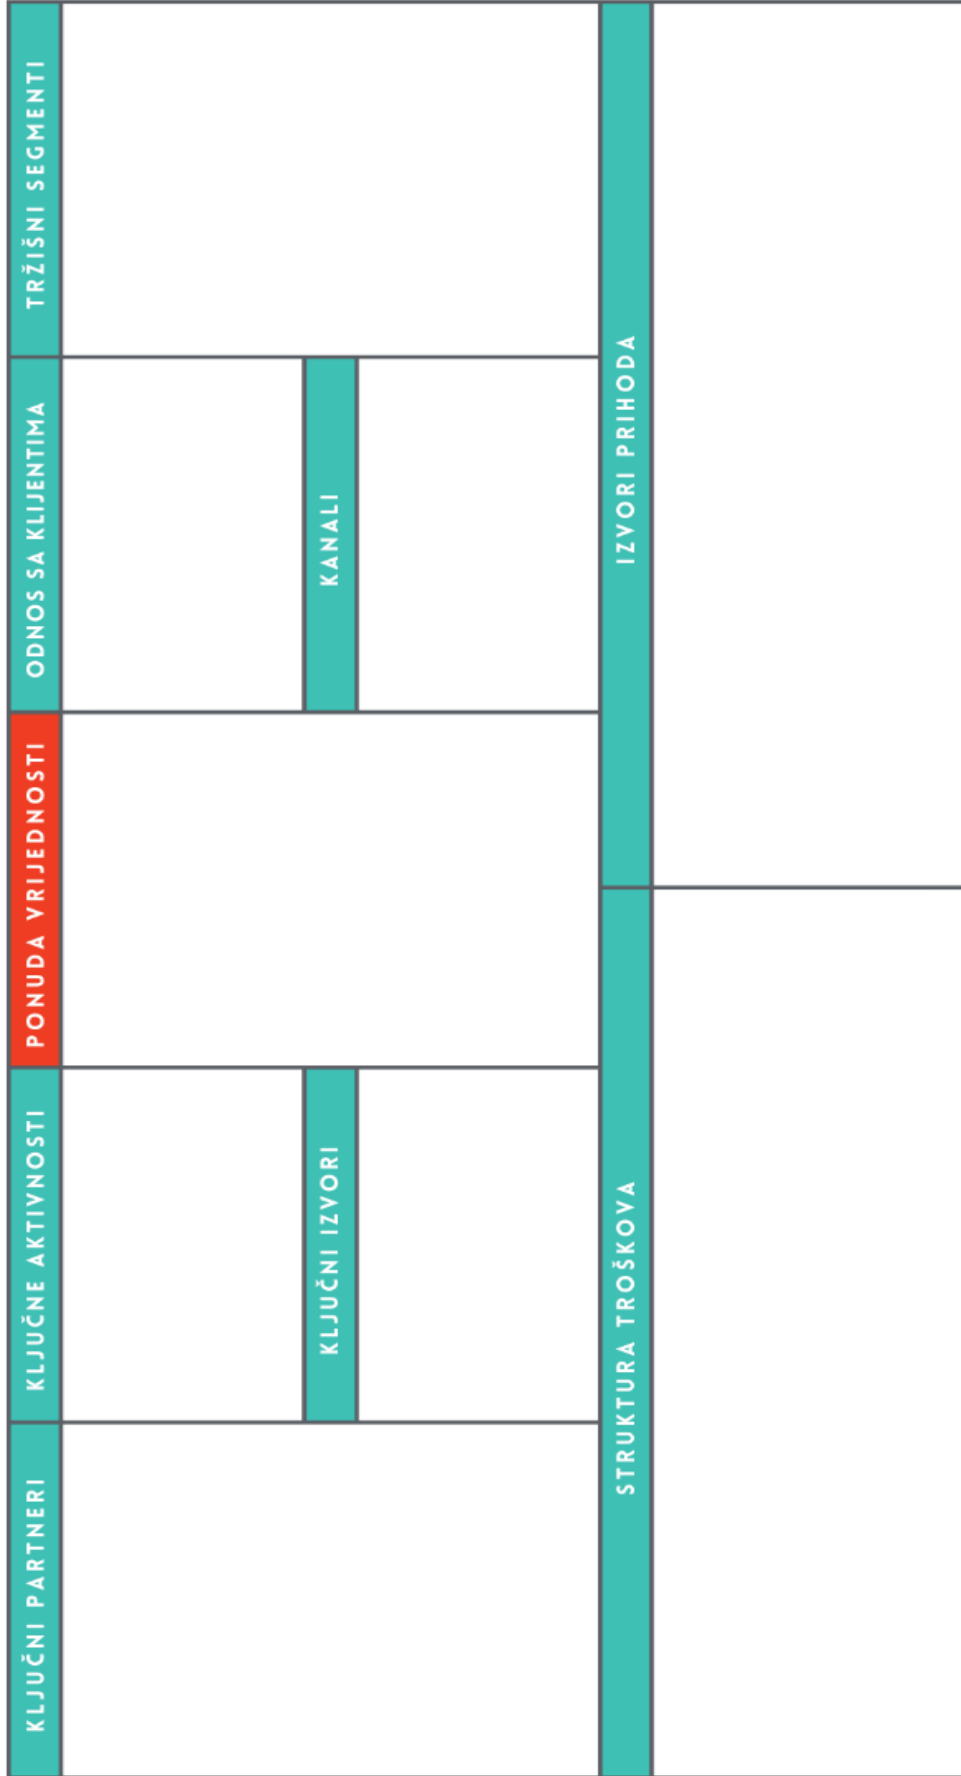 KLJUČNI PARTNERI
KLJUČNE AKTIVNOSTI
KLJUČNI IZVORI
PONUDA VRIJEDNOSTI
ODNOS SA KLIJENTIMA
KANALI
TRŽIŠNI SEGMENTI
STRUKTURA TROŠKOVA
IZVORI PRIHODA